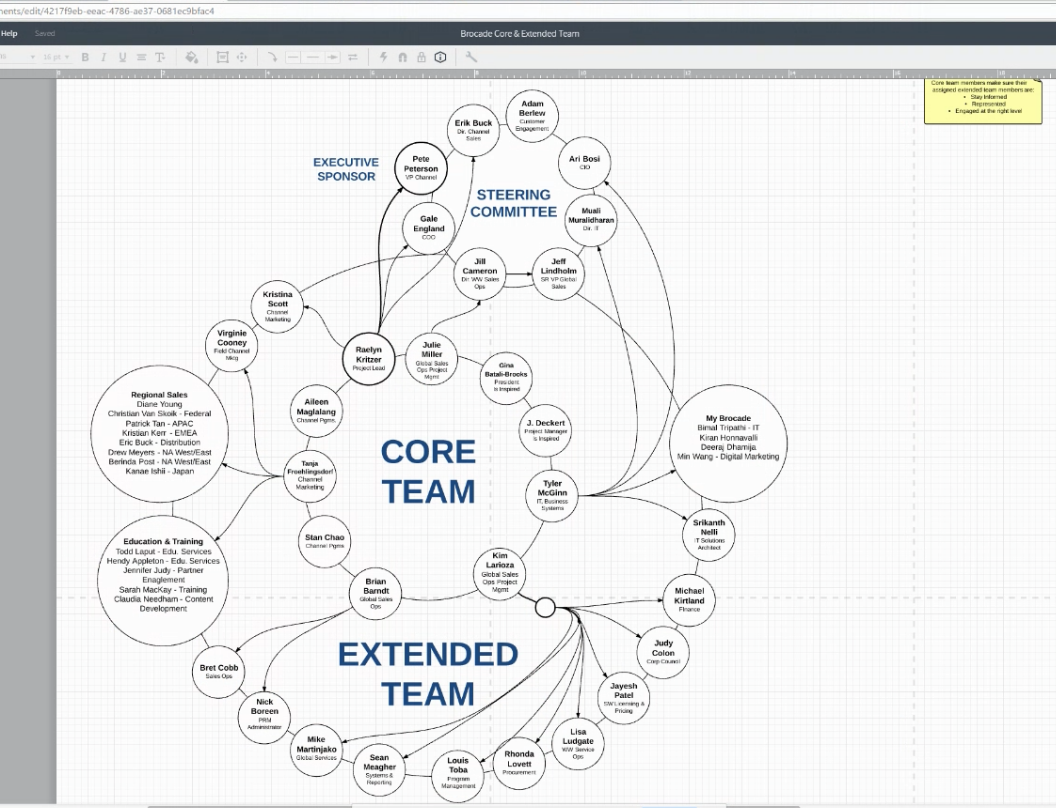 ments/edit/4217f9eb-eeac-4786-ae37-0681ec9bfac4
Help
Saved
Brocade Core & Extended Team
B I U
Core team members make sure their
assigned extended team members are:
• Stay Informed
• Represented
• Engaged at the right level
Adam
Berlew
Customer
Engagement
Erik Buck
Dir. Channel
Sales
Ari Bosi
CIO
Pete
Peterson
VP Channel
EXECUTIVE
SPONSOR
STEERING
COMMITTEE
Gale
England
COO
Muali
Muralidharan
Dir. IT
Jill
Cameron
Dir. WW Sales
Ops
Jeff
Lindholm
SR VP Global
Sales
Kristina
Scott
Channel
Marketing
Virginie
Cooney
Field Channel
Mktg
Raelyn
Kritzer
Project Lead
Julie
Miller
Global Sales
Ops Project
Mgmt
Gina
Batali-Brooks
President
is Inspired
Regional Sales
Diane Young
Christian Van Skoik - Federal
Patrick Tan - APAC
Kristian Kerr - EMEA
Eric Buck - Distribution
Drew Meyers - NA West/East
Berinda Post - NA West/East
Kanae Ishii - Japan
Aileen
Maglalang
Channel Pgms.
J. Deckert
Project Manager
is Inspired
My Brocade
Bimal Tripathi - IT
Kiran Honnavalli
Deeraj Dhamija
Min Wang - Digital Marketing
CORE
TEAM
Tanja
Froehlingsdorf
Channel
Marketing
Tyler
McGinn
IT, Business
Systems
Stan Chao
Channel Pgms
Srikanth
Nelli
IT Solutions
Architect
Education & Training
Todd Laput - Edu. Services
Hendy Appleton - Edu. Services
Jennifer Judy - Partner
Enaglement
Sarah MacKay - Training
Claudia Needham - Content
Development
Kim
Larioza
Global Sales
Ops Project
Mgmt
Brian
Barndt
Global Sales
Ops
Michael
Kirtland
Finance
Judy
Colon
Corp Council
EXTENDED
TEAM
Bret Cobb
Sales Ops
Jayesh
Patel
SW Licensing &
Pricing
Nick
Boreen
PRM
Administrator
Lisa
Ludgate
WW Service
Ops
Mike
Martinjako
Global Services
Sean
Meagher
Systems &
Reporting
Louis
Toba
Program
Management
Rhonda
Lovett
Procurement